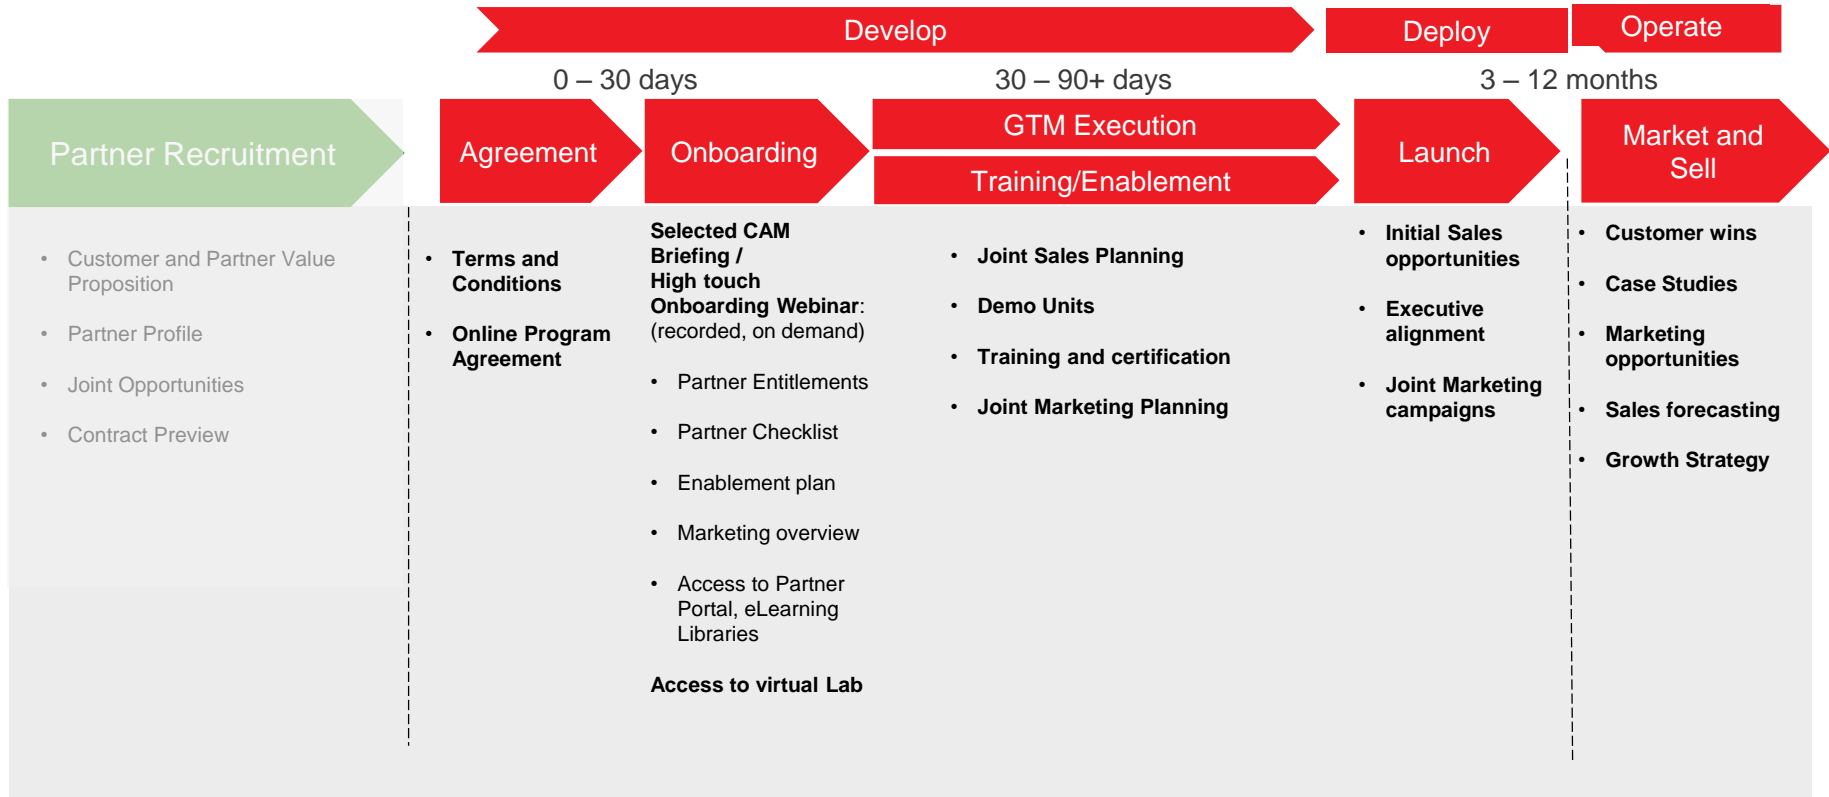 Develop
Deploy
Operate
0 – 30 days
30 – 90+ days
3 – 12 months
Partner Recruitment
Agreement
Onboarding
GTM Execution
Training/Enablement
Launch
Market and
Sell
• Customer and Partner Value
Proposition
• Partner Profile
• Joint Opportunities
• Contract Preview
• Terms and
Conditions
• Online Program
Agreement
Selected CAM
Briefing /
High touch
Onboarding Webinar:
(recorded, on demand)
• Partner Entitlements
• Partner Checklist
• Enablement plan
• Marketing overview
• Access to Partner
Portal, eLearning
Libraries
Access to virtual Lab
• Joint Sales Planning
• Demo Units
• Training and certification
• Joint Marketing Planning
• Initial Sales
opportunities
• Executive
alignment
• Joint Marketing
campaigns
• Customer wins
• Case Studies
• Marketing
opportunities
• Sales forecasting
• Growth Strategy